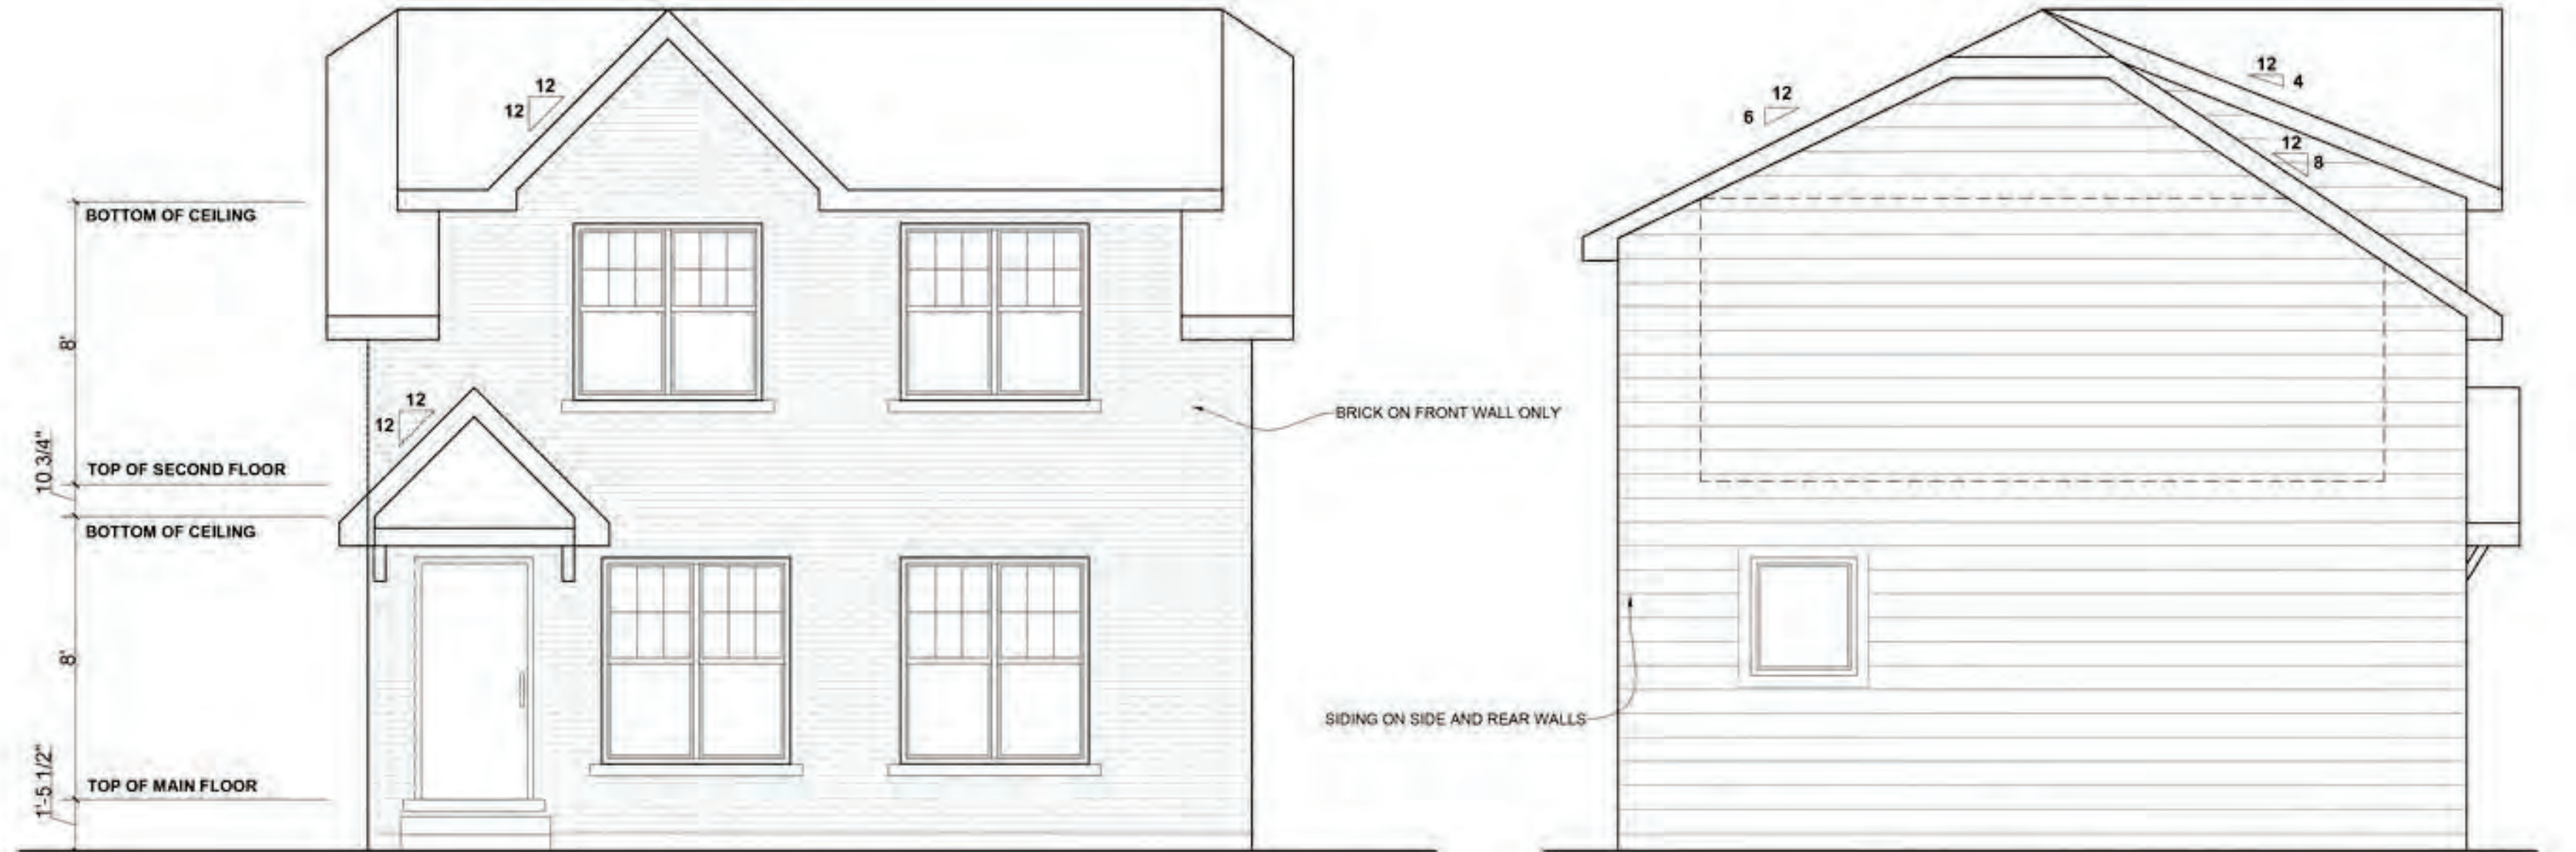 12
12
12
4
12
6
12
8
BOTTOM OF CEILING
8'
12
12
BRICK ON FRONT WALL ONLY
10 3/4"
TOP OF SECOND FLOOR
BOTTOM OF CEILING
8'
SIDING ON SIDE AND REAR WALLS
1'-5 1/2"
TOP OF MAIN FLOOR